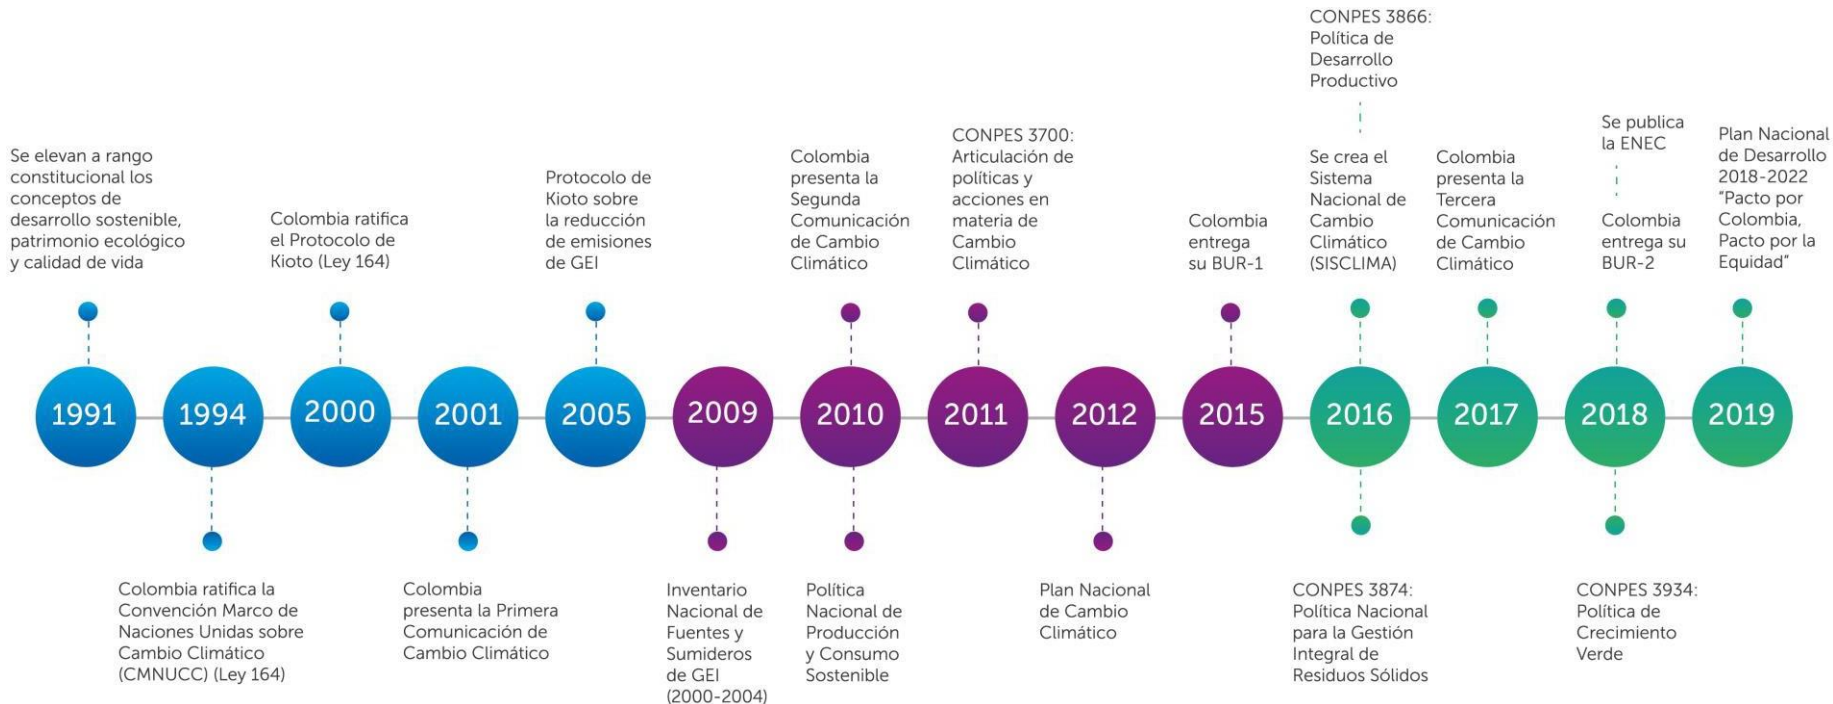 Se elevan a rango
constitucional los
conceptos de
desarrollo sostenible,
patrimonio ecológico
y calidad de vida
Colombia ratifica
el Protocolo de
Kioto (Ley 164)
Protocolo de
Kioto sobre
la reducción
de emisiones
de GEI
Colombia
presenta la
Segunda
Comunicación
de Cambio
Climático
CONPES 3700:
Articulación de
políticas y
acciones en
materia de
Cambio
Climático
Colombia
entrega
su BUR-1
CONPES 3866:
Política de
Desarrollo
Productivo
Se crea el
Sistema
Nacional de
Cambio
Climático
(SISCLIMA)
Colombia
presenta la
Tercera
Comunicación
de Cambio
Climático
Se publica
la ENEC
Colombia
entrega su
BUR-2
Plan Nacional
de Desarrollo
2018-2022
"Pacto por
Colombia,
Pacto por la
Equidad"
1991
1994
2000
2001
2005
2009
2010
2011
2012
2015
2016
2017
2018
2019
Colombia ratifica la
Convención Marco de
Naciones Unidas sobre
Cambio Climático
(CMNUCC) (Ley 164)
Colombia
presenta la Primera
Comunicación de
Cambio Climático
Inventario
Nacional de
Fuentes y
Sumideros
de GEI
(2000-2004)
Política
Nacional de
Producción
y Consumo
Sostenible
Plan Nacional
de Cambio
Climático
CONPES 3874:
Política Nacional
para la Gestión
Integral de
Residuos Sólidos
CONPES 3934:
Política de
Crecimiento
Verde